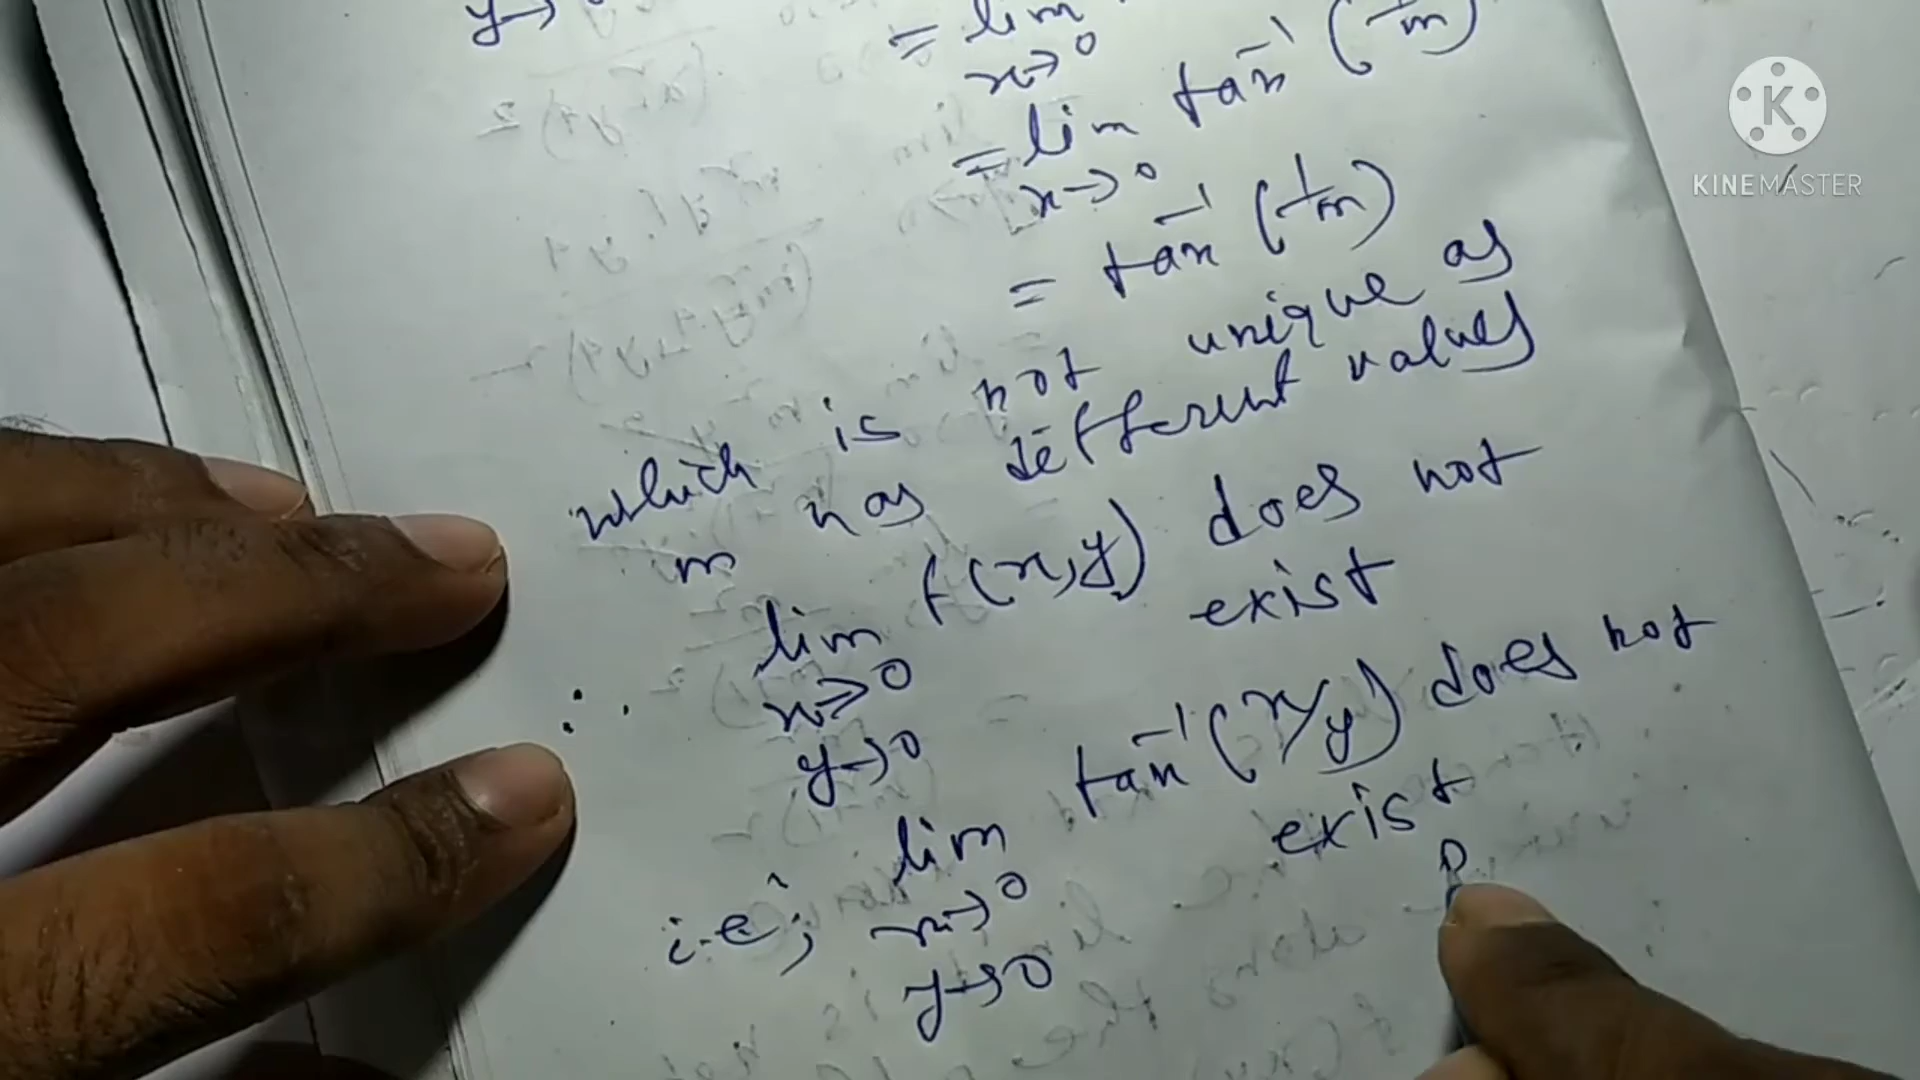 y→
= lim
x→0
= lim tan⁻¹ (1/m)
x→0
= tan⁻¹ (1/m)
which is not unique as
m has different values
∴ lim f(x,y) does not
x→0 exist
y→0
i.e; lim tan⁻¹(x/y) does not
x→0 exist
y→0
P
KINEMASTER